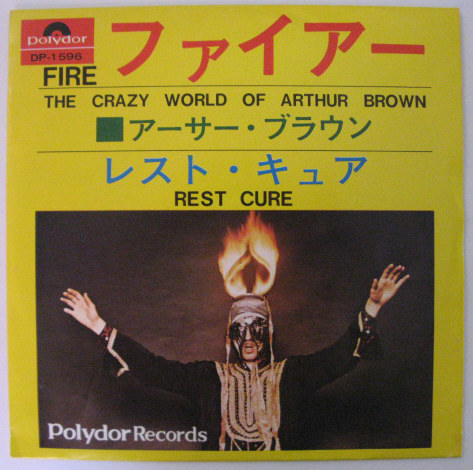 polydor
DP-1596
ファイアー
FIRE
THE CRAZY WORLD OF ARTHUR BROWN
■アーサー・ブラウン
レスト・キュア
REST CURE
Polydor Records